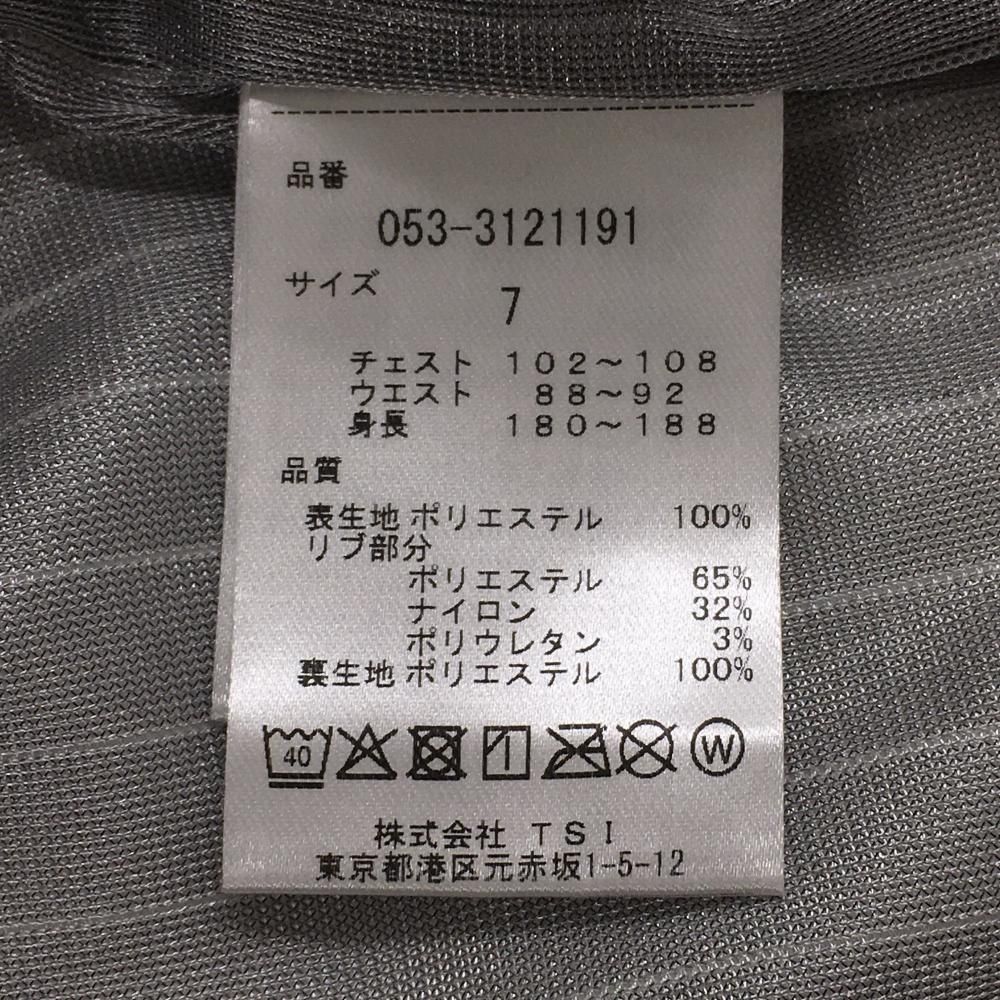 品番
053-3121191
サイズ
7
チェスト 102～108
ウエスト 88～92
身長 180～188
品質
表生地 ポリエステル 100%
リブ部分
ポリエステル 65%
ナイロン 32%
ポリウレタン 3%
裏生地 ポリエステル 100%
40 W
株式会社 TSI
東京都港区元赤坂1-5-12